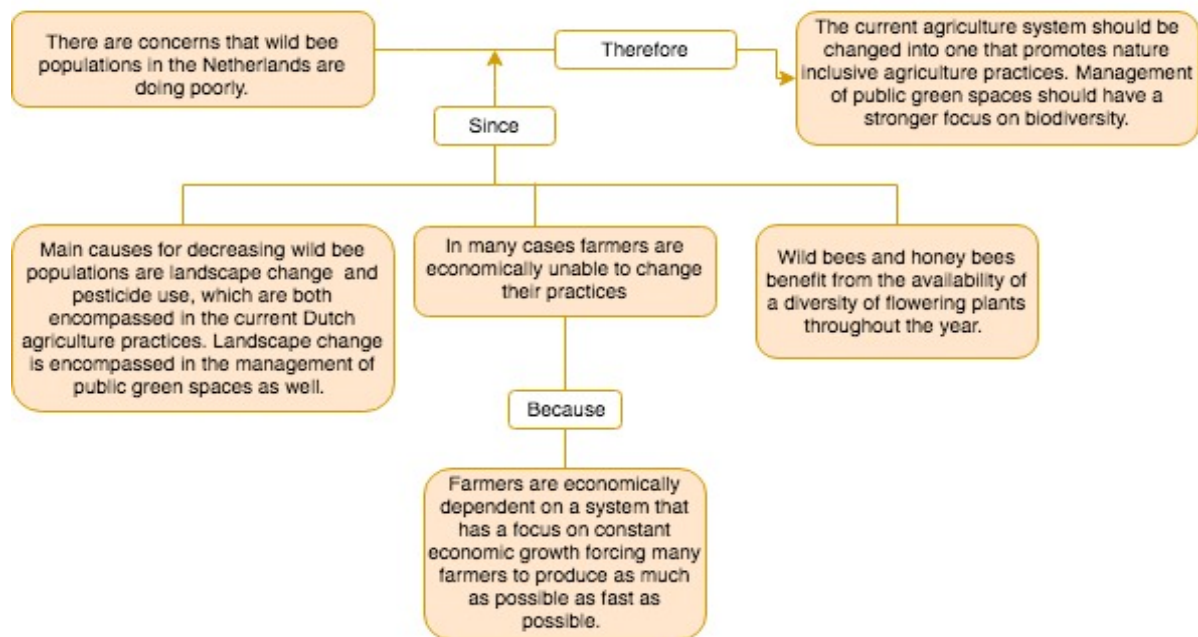 There are concerns that wild bee
populations in the Netherlands are
doing poorly.
Therefore
The current agriculture system should be
changed into one that promotes nature
inclusive agriculture practices. Management
of public green spaces should have a
stronger focus on biodiversity.
Since
Main causes for decreasing wild bee
populations are landscape change and
pesticide use, which are both
encompassed in the current Dutch
agriculture practices. Landscape change
is encompassed in the management of
public green spaces as well.
In many cases farmers are
economically unable to change
their practices
Wild bees and honey bees
benefit from the availability of
a diversity of flowering plants
throughout the year.
Because
Farmers are economically
dependent on a system that
has a focus on constant
economic growth forcing many
farmers to produce as much
as possible as fast as
possible.